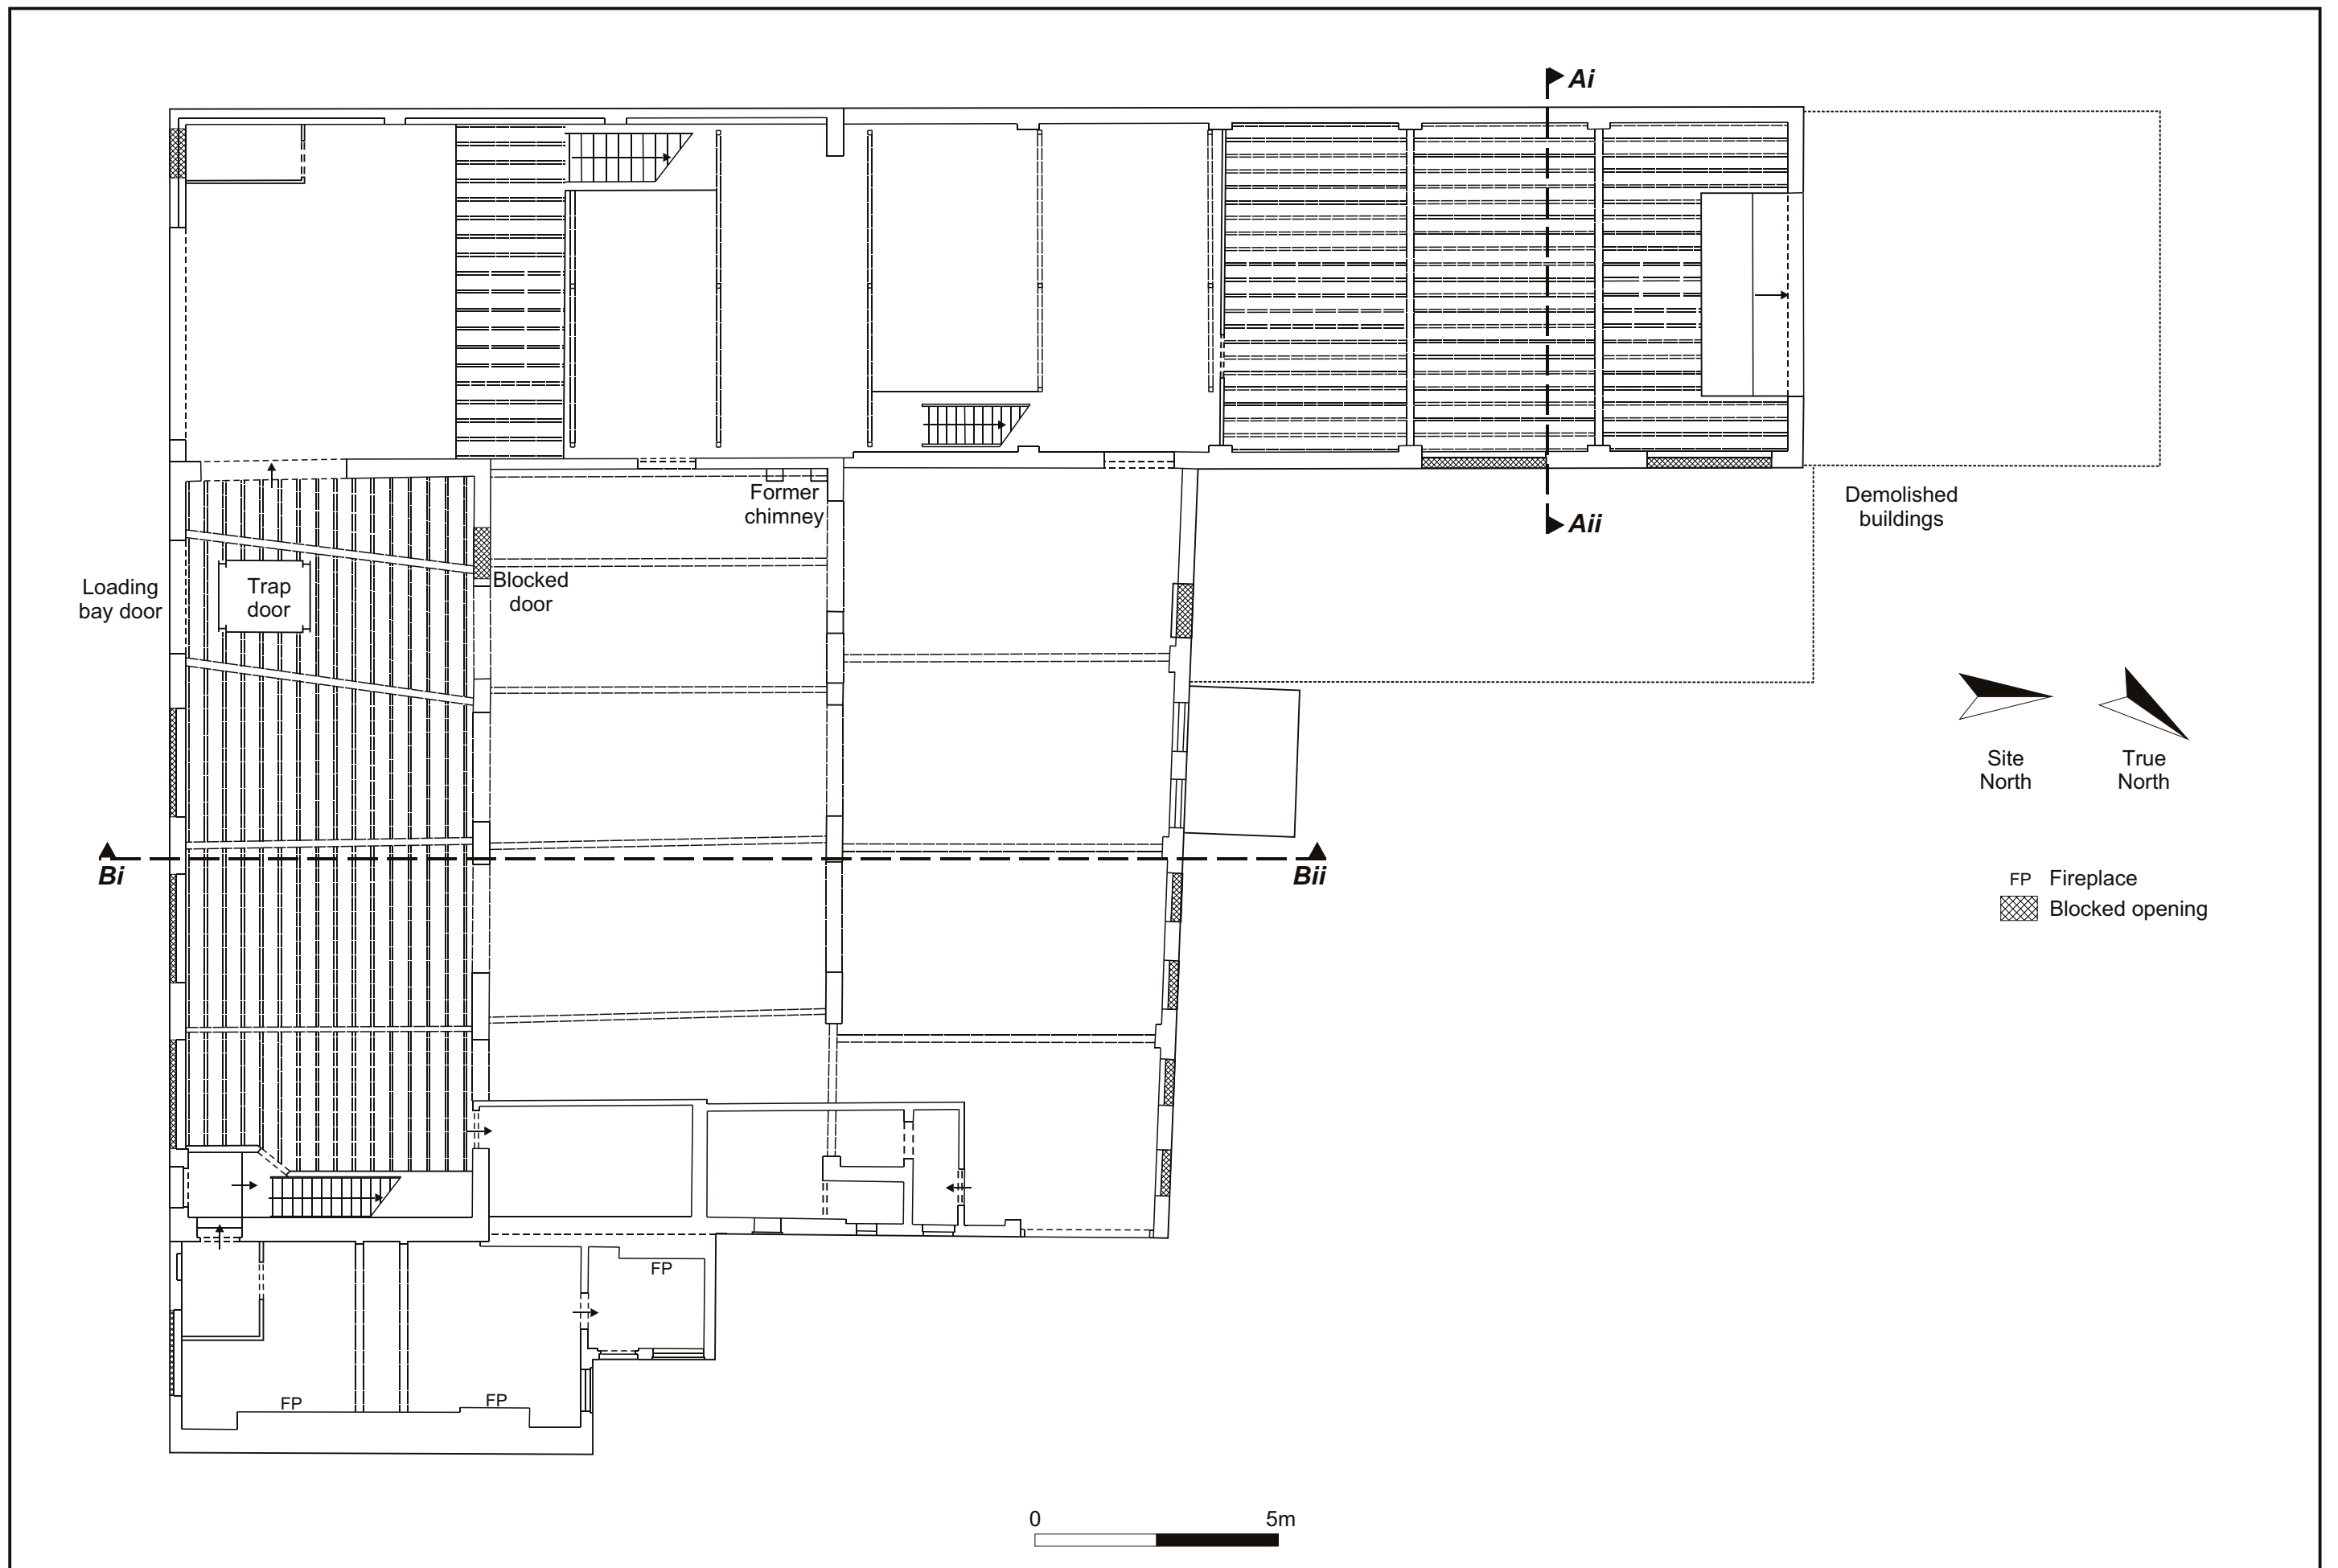 Ai
Former
chimney
Demolished
buildings
Aii
Loading
bay door
Trap
door
Blocked
door
Site
North
True
North
Bi
Bii
FP Fireplace
Blocked opening
FP
FP
FP
0 5m